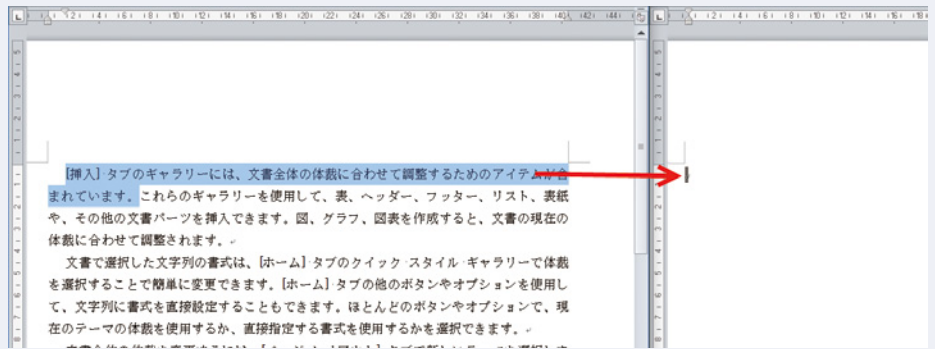 [挿入] タブのギャラリーには、文書全体の体裁に合わせて調整するためのアイテムが含
まれています。これらのギャラリーを使用して、表、ヘッダー、フッター、リスト、表紙
や、その他の文書パーツを挿入できます。図、グラフ、図表を作成すると、文書の現在の
体裁に合わせて調整されます。
文書で選択した文字列の書式は、[ホーム] タブのクイック スタイル ギャラリーで体裁
を選択することで簡単に変更できます。[ホーム] タブの他のボタンやオプションを使用し
て、文字列に書式を直接設定することもできます。ほとんどのボタンやオプションで、現
在のテーマの体裁を使用するか、直接指定する書式を使用するかを選択できます。